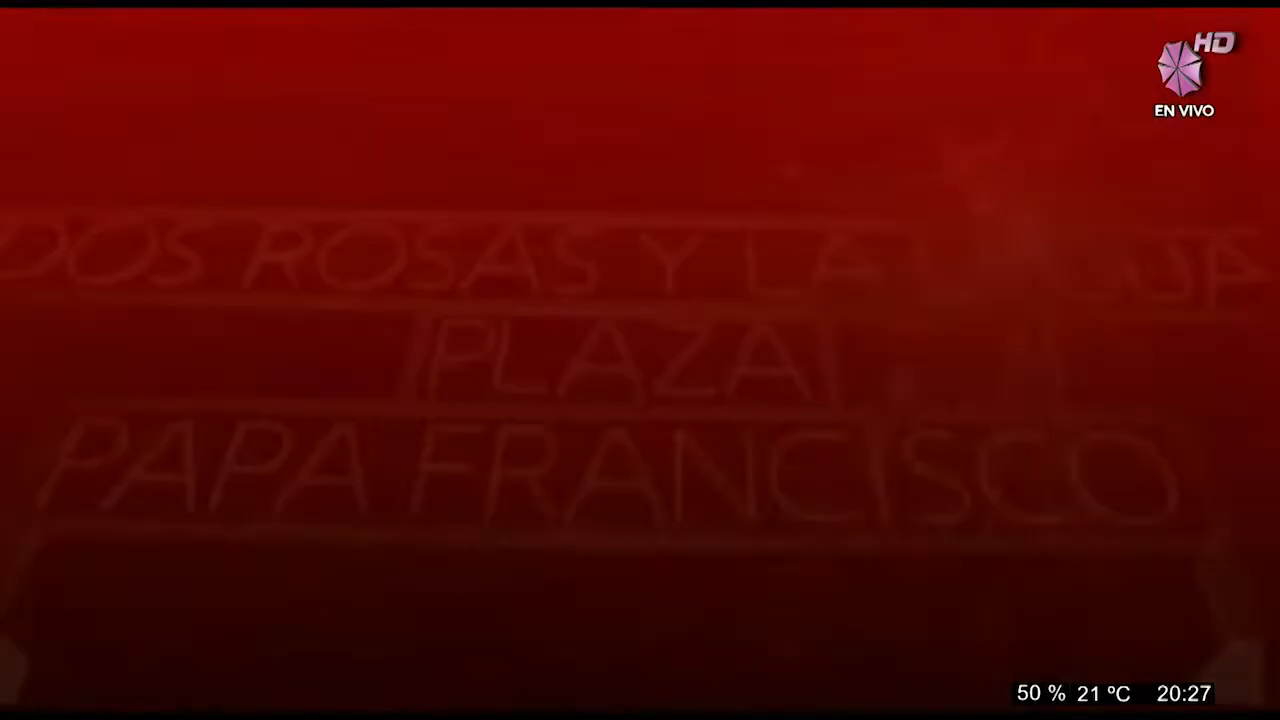 HD
EN VIVO
DOS ROSAS Y LA
PLAZA
PAPA FRANCISCO
50 % 21 ºC 20:27